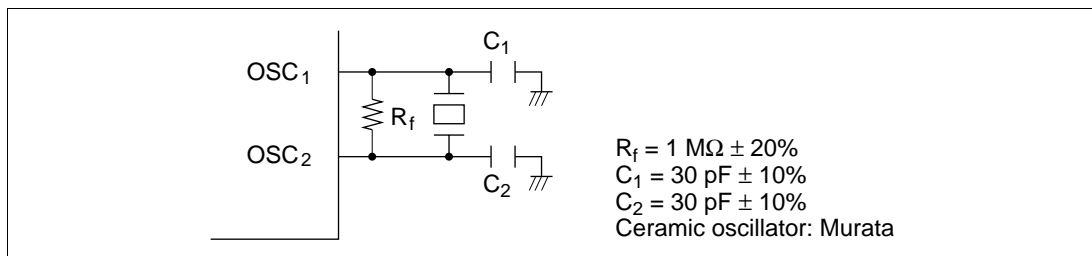 C1
OSC1
Rf
OSC2
C2
Rf = 1 MΩ ± 20%
C1 = 30 pF ± 10%
C2 = 30 pF ± 10%
Ceramic oscillator: Murata